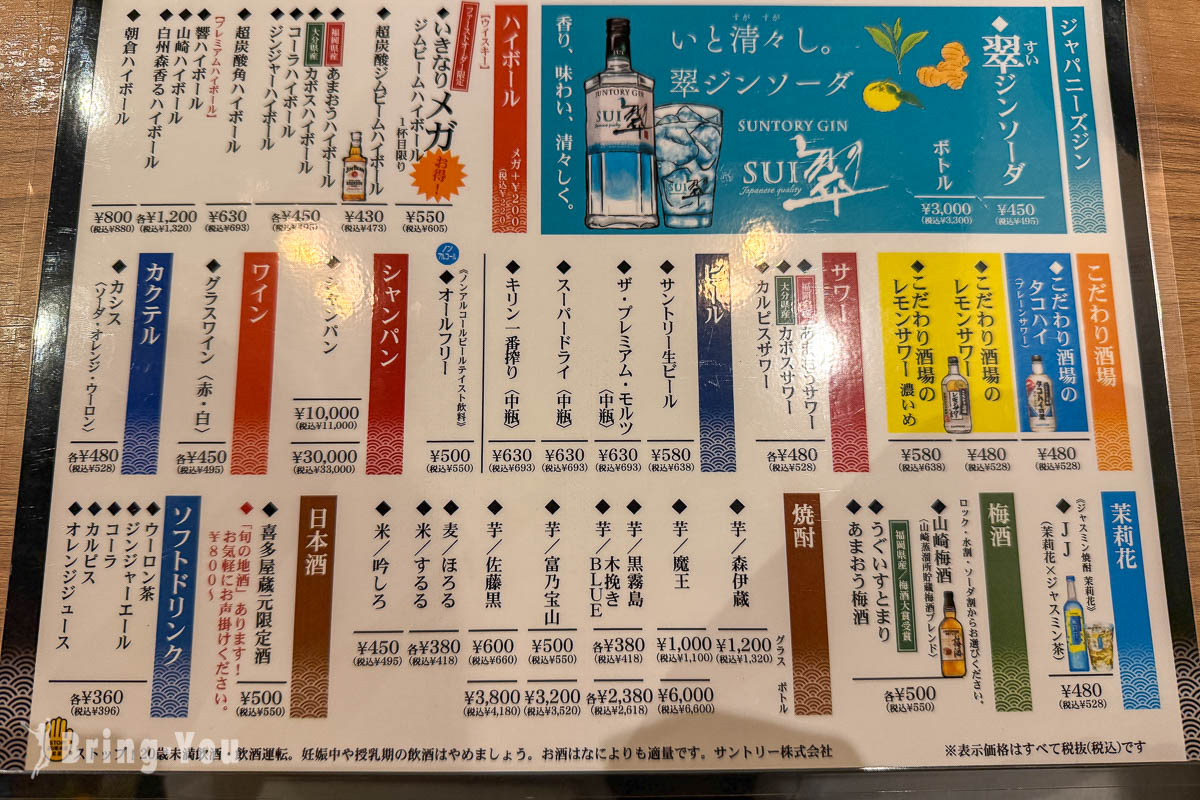 ジャパニーズジン
◆翠ジンソーダ
すい
¥450
(税込¥495)
ボトル
¥3,000
(税込¥3,300)
いと清々し。
すがすが
翠ジンソーダ
SUNTORY GIN
SUI 翠
Japanese quality
香り、味わい、清々しく。
SUNTORY GIN
SUI 翠
SUI
ハイボール
メガ+¥200
(税込¥220)
【ウイスキー】
ファーストオーダー限定
◆いきなりメガ
ジムビームハイボール
1杯目限り
お得!
¥550
(税込¥605)
◆超炭酸ジムビームハイボール
¥430
(税込¥473)
福岡県産
◆あまおうハイボール
大分県産
◆カボスハイボール
◆コーラハイボール
◆ジンジャーハイボール
各¥450
(税込¥495)
◆超炭酸角ハイボール
¥630
(税込¥693)
【プレミアムハイボール】
◆響ハイボール
◆山崎ハイボール
◆白州森香るハイボール
各¥1,200
(税込¥1,320)
◆朝倉ハイボール
¥800
(税込¥880)
こだわり酒場
◆こだわり酒場の
タコハイ
(プレーンサワー)
¥480
(税込¥528)
◆こだわり酒場の
レモンサワー
¥480
(税込¥528)
◆こだわり酒場の
レモンサワー 濃いめ
¥580
(税込¥638)
サワー
福岡県産
◆あまおうサワー
大分県産
◆カボスサワー
◆カルピスサワー
各¥480
(税込¥528)
ビール
◆サントリー生ビール
¥580
(税込¥638)
◆ザ・プレミアム・モルツ
〈中瓶〉
¥630
(税込¥693)
◆スーパードライ〈中瓶〉
¥630
(税込¥693)
◆キリン一番搾り〈中瓶〉
¥630
(税込¥693)
ノンアルコール
《ノンアルコールビールテイスト飲料》
◆オールフリー
¥500
(税込¥550)
シャンパン
◆シャンパン
¥10,000
(税込¥11,000)
¥30,000
(税込¥33,000)
ワイン
◆グラスワイン〈赤・白〉
各¥450
(税込¥495)
カクテル
◆カシス
〈ソーダ・オレンジ・ウーロン〉
各¥480
(税込¥528)
茉莉花
《ジャスミン焼酎 茉莉花》
◆JJ
〈茉莉花×ジャスミン茶〉
¥480
(税込¥528)
梅酒
ロック・水割・ソーダ割からお選びください。
◆山崎梅酒
〈山崎蒸溜所貯蔵梅酒ブレンド〉
福岡県産/梅酒大賞受賞
◆うぐいすとまり
◆あまおう梅酒
各¥500
(税込¥550)
焼酎
グラス
ボトル
◆芋/森伊蔵
¥1,200
(税込¥1,320)
◆芋/魔王
¥1,000
(税込¥1,100)
¥6,000
(税込¥6,600)
◆芋/黒霧島
◆芋/木挽き
BLUE
各¥380
(税込¥418)
各¥2,380
(税込¥2,618)
◆芋/富乃宝山
¥500
(税込¥550)
¥3,200
(税込¥3,520)
◆芋/佐藤黒
¥600
(税込¥660)
¥3,800
(税込¥4,180)
◆麦/ほろる
◆米/するる
各¥380
(税込¥418)
◆米/吟しろ
¥450
(税込¥495)
日本酒
◆喜多屋蔵元限定酒
¥500
(税込¥550)
◆「旬の地酒」あります!
お気軽にお声掛けください。
¥800～
ソフトドリンク
◆ウーロン茶
◆ジンジャーエール
◆コーラ
◆カルピス
◆オレンジジュース
各¥360
(税込¥396)
ストップ!20歳未満飲酒・飲酒運転。妊娠中や授乳期の飲酒はやめましょう。お酒はなによりも適量です。サントリー株式会社
※表示価格はすべて税抜(税込)です
Bring You